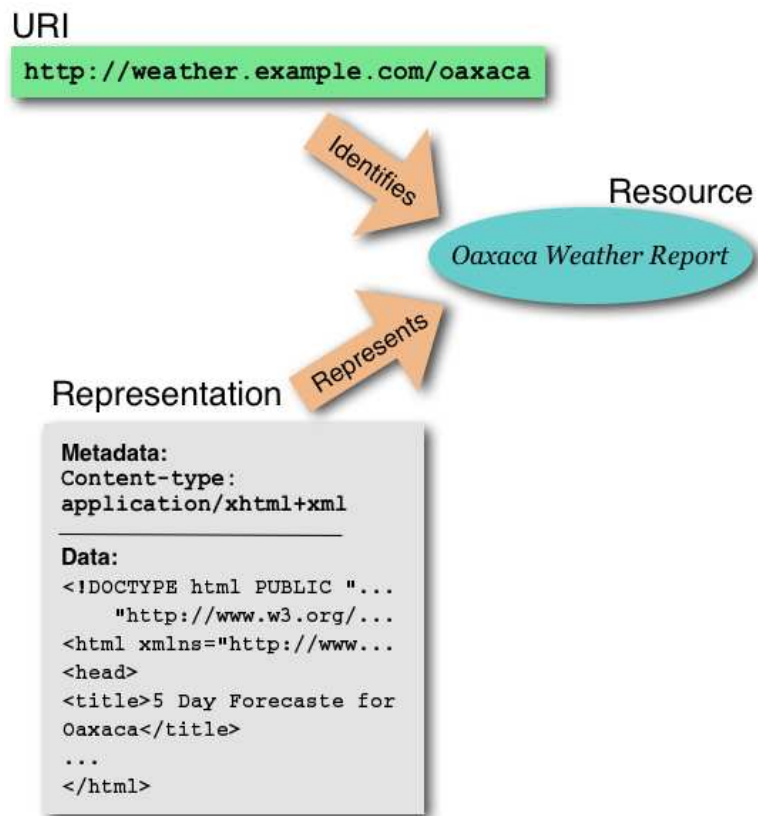 URI
http://weather.example.com/oaxaca
Identifies
Resource
Oaxaca Weather Report
Represents
Representation
Metadata:
Content-type:
application/xhtml+xml
Data:
<!DOCTYPE html PUBLIC "...
"http://www.w3.org/...
<html xmlns="http://www...
<head>
<title>5 Day Forecaste for
Oaxaca</title>
...
</html>